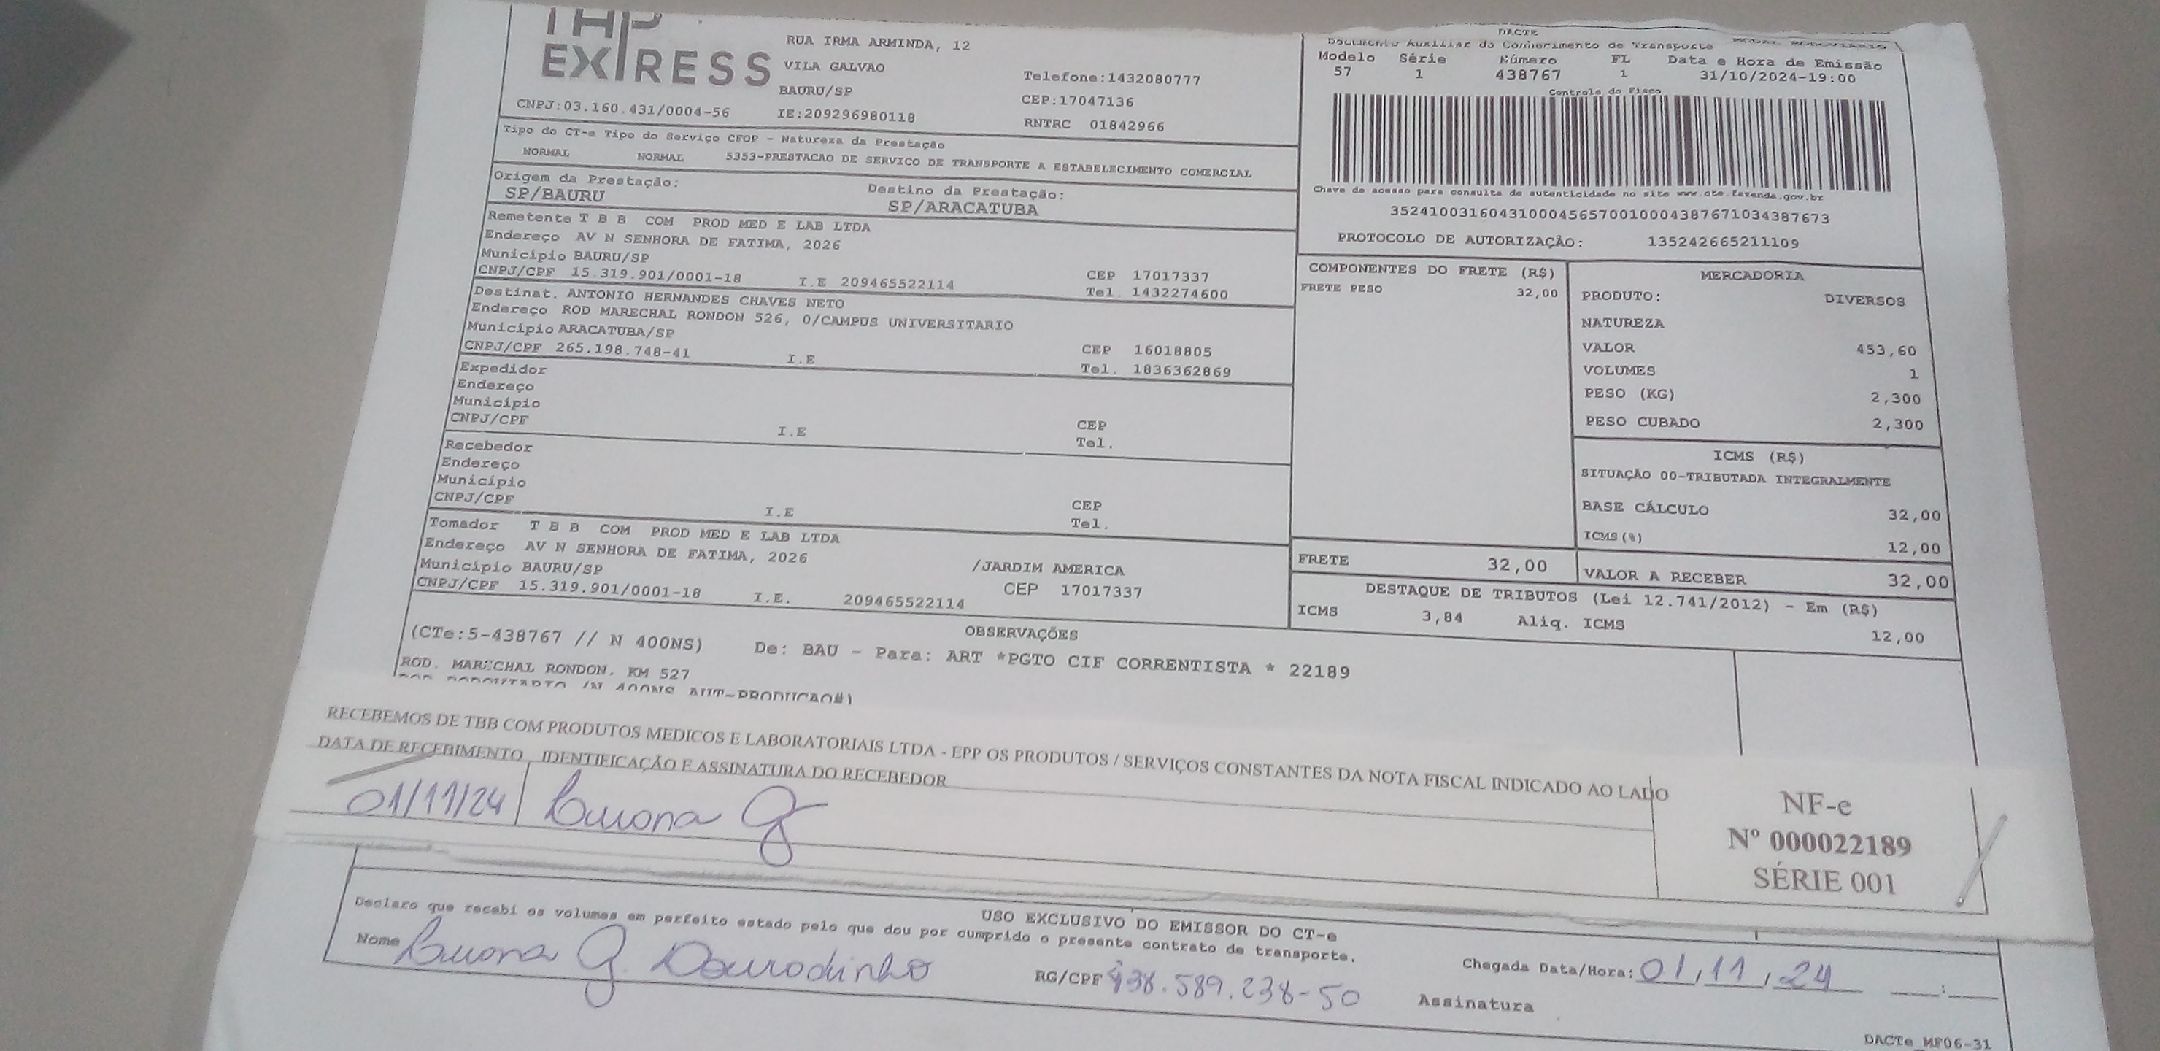 THP
EXPRESS
RUA IRMA ARMINDA, 12
VILA GALVAO
BAURU/SP
Telefone:1432080777
CEP:17047136
CNPJ:03.160.431/0004-56
IE:209296980118
RNTRC 01842966
DACTE
Documento Auxiliar do Conhecimento de Transporte
Modelo Série Número FL Data e Hora de Emissão
57 1 438767 1 31/10/2024-19:00
Controle do Fisco
Chave de acesso para consulta de autenticidade no site www.cte.fazenda.gov.br
35241003160431000456570010004387671034387673
PROTOCOLO DE AUTORIZAÇÃO: 135242665211109
Tipo do CT-e Tipo do Serviço CFOP - Natureza da Prestação
NORMAL NORMAL 5353-PRESTACAO DE SERVICO DE TRANSPORTE A ESTABELECIMENTO COMERCIAL
Origem da Prestação: Destino da Prestação:
SP/BAURU SP/ARACATUBA
Remetente T B B COM PROD MED E LAB LTDA
Endereço AV N SENHORA DE FATIMA, 2026
Município BAURU/SP CEP 17017337
CNPJ/CPF 15.319.901/0001-18 I.E 209465522114 Tel. 1432274600
Destinat. ANTONIO HERNANDES CHAVES NETO
Endereço ROD MARECHAL RONDON 526, 0/CAMPUS UNIVERSITARIO
Município ARACATUBA/SP CEP 16018805
CNPJ/CPF 265.198.748-41 I.E Tel. 1836362869
Expedidor
Endereço
Município CEP
CNPJ/CPF I.E Tel.
Recebedor
Endereço
Município CEP
CNPJ/CPF I.E Tel.
Tomador T B B COM PROD MED E LAB LTDA
Endereço AV N SENHORA DE FATIMA, 2026 /JARDIM AMERICA
Município BAURU/SP CEP 17017337
CNPJ/CPF 15.319.901/0001-18 I.E. 209465522114
COMPONENTES DO FRETE (R$)
FRETE PESO 32,00
MERCADORIA
PRODUTO: DIVERSOS
NATUREZA
VALOR 453,60
VOLUMES 1
PESO (KG) 2,300
PESO CUBADO 2,300
ICMS (R$)
SITUAÇÃO 00-TRIBUTADA INTEGRALMENTE
BASE CÁLCULO 32,00
ICMS(%) 12,00
FRETE 32,00 VALOR A RECEBER 32,00
DESTAQUE DE TRIBUTOS (Lei 12.741/2012) - Em (R$)
ICMS 3,84 Aliq. ICMS 12,00
OBSERVAÇÕES
(CTe:5-438767 // N 400NS) De: BAU - Para: ART *PGTO CIF CORRENTISTA * 22189
ROD. MARECHAL RONDON, KM 527
RECEBEMOS DE TBB COM PRODUTOS MEDICOS E LABORATORIAIS LTDA - EPP OS PRODUTOS / SERVIÇOS CONSTANTES DA NOTA FISCAL INDICADO AO LADO
DATA DE RECEBIMENTO IDENTIFICAÇÃO E ASSINATURA DO RECEBEDOR
01/11/24
NF-e
Nº 000022189
SÉRIE 001
USO EXCLUSIVO DO EMISSOR DO CT-e
Declaro que recebi os volumes em perfeito estado pelo que dou por cumprido o presente contrato de transporte.
Nome RG/CPF 438.589.238-50 Chegada Data/Hora: 01/11/24
Assinatura
DACTe_MF06-31